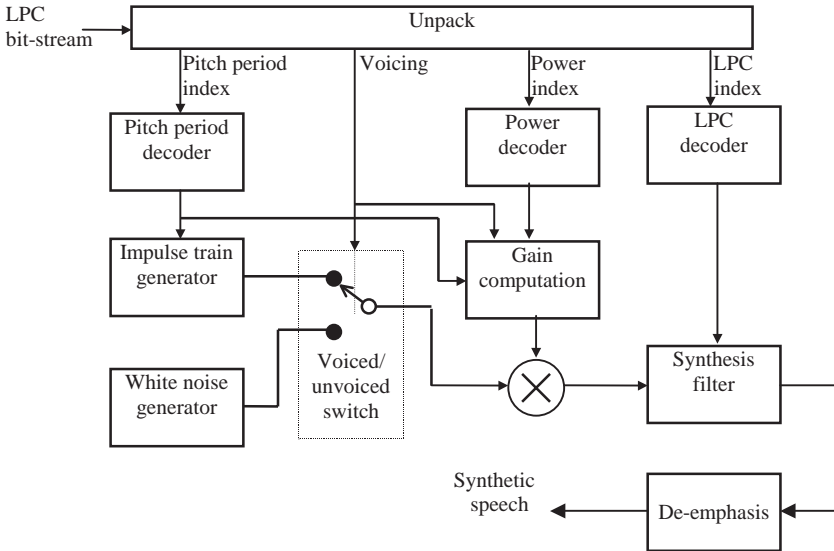 LPC
bit-stream
Unpack
Pitch period
index
Voicing
Power
index
LPC
index
Pitch period
decoder
Power
decoder
LPC
decoder
Impulse train
generator
Gain
computation
White noise
generator
Voiced/
unvoiced
switch
Synthesis
filter
Synthetic
speech
De-emphasis